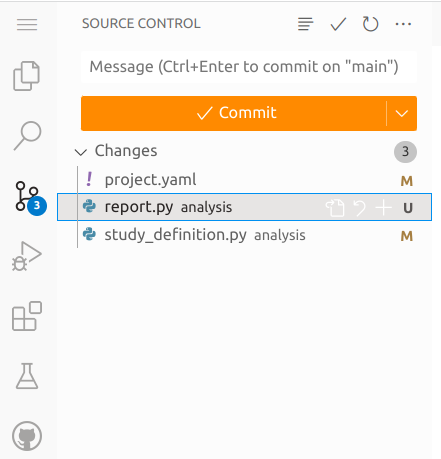 SOURCE CONTROL
Message (Ctrl+Enter to commit on "main")
Commit
Changes 3
! project.yaml M
report.py analysis U
3
study_definition.py analysis M